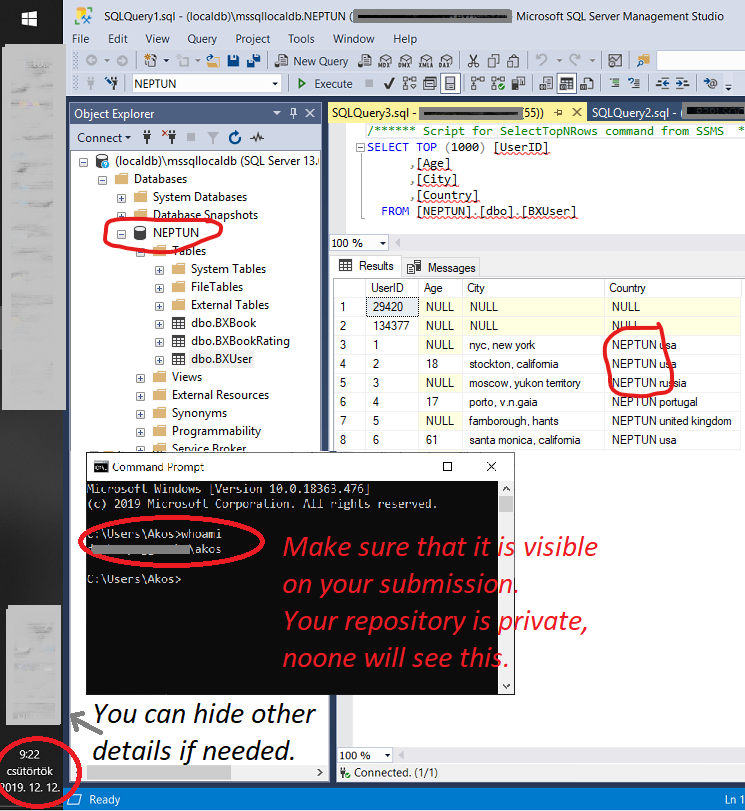 SQLQuery1.sql - (localdb)\mssqllocaldb.NEPTUN ( - Microsoft SQL Server Management Studio
File Edit View Query Project Tools Window Help
New Query
MDX DMX XMLA DAX
NEPTUN Execute
Object Explorer
Connect
(localdb)\mssqllocaldb (SQL Server 13.
Databases
System Databases
Database Snapshots
NEPTUN
Tables
System Tables
FileTables
External Tables
dbo.BXBook
dbo.BXBookRating
dbo.BXUser
Views
External Resources
Synonyms
Programmability
Service Broker
SQLQuery3.sql - 55)) SQLQuery2.sql - (
/****** Script for SelectTopNRows command from SSMS *
SELECT TOP (1000) [UserID]
,[Age]
,[City]
,[Country]
FROM [NEPTUN].[dbo].[BXUser]
100 %
Results Messages
UserID Age City Country
1 29420 NULL NULL NULL
2 134377 NULL NULL NULL
3 1 NULL nyc, new york NEPTUN usa
4 2 18 stockton, california NEPTUN usa
5 3 NULL moscow, yukon territory NEPTUN russia
6 4 17 porto, v.n.gaia NEPTUN portugal
7 5 NULL farnborough, hants NEPTUN united kingdom
8 6 61 santa monica, california NEPTUN usa
Command Prompt
Microsoft Windows [Version 10.0.18363.476]
(c) 2019 Microsoft Corporation. All rights reserved.
C:\Users\Akos>whoami
\akos
C:\Users\Akos>
Make sure that it is visible
on your submission.
Your repository is private,
noone will see this.
You can hide other
details if needed.
100 %
Connected. (1/1)
9:22
csütörtök
2019. 12. 12.
Ready Ln 1